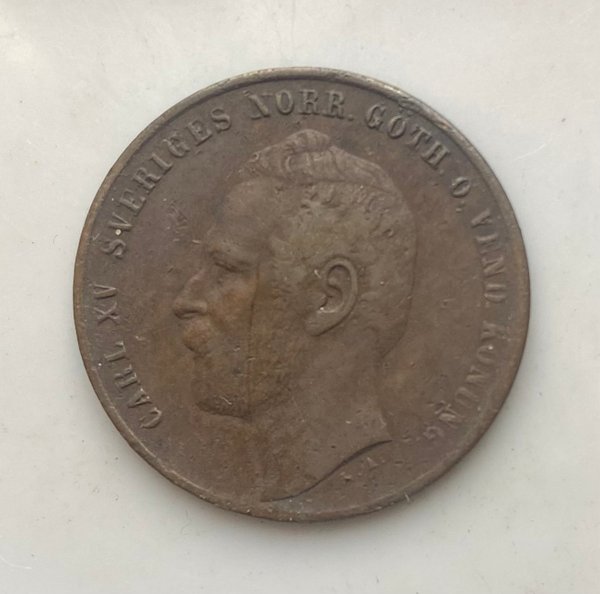 CARL XV SVERIGES NORR. GÖTH. O. VEND. KONUNG
L. A.